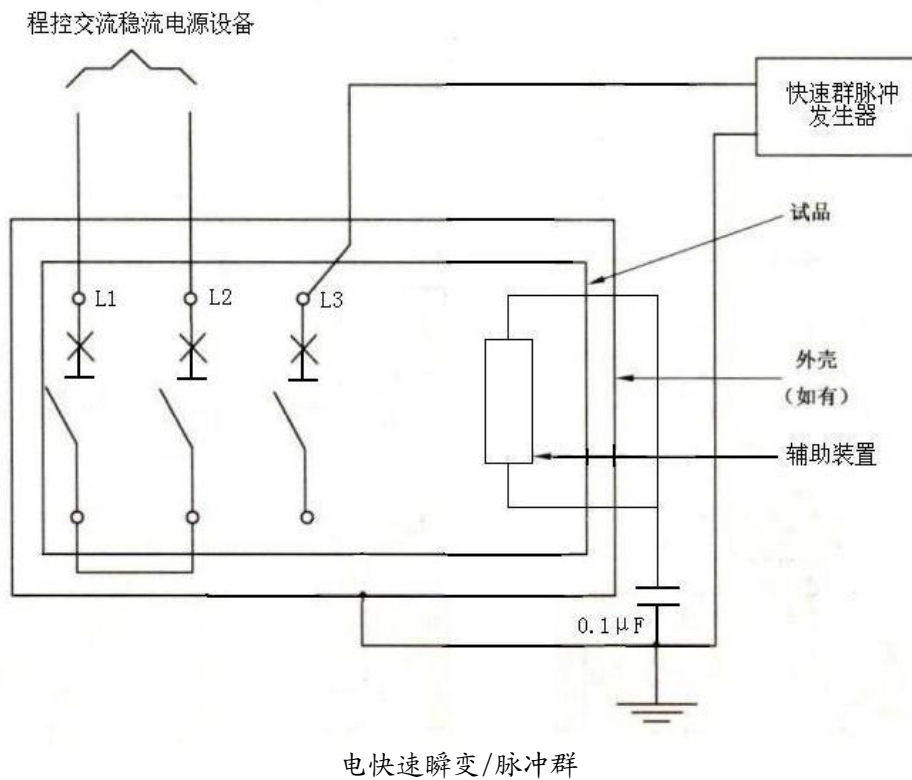 程控交流稳流电源设备
快速群脉冲
发生器
试品
L1
L2
L3
外壳
（如有）
辅助装置
0.1μF
电快速瞬变/脉冲群